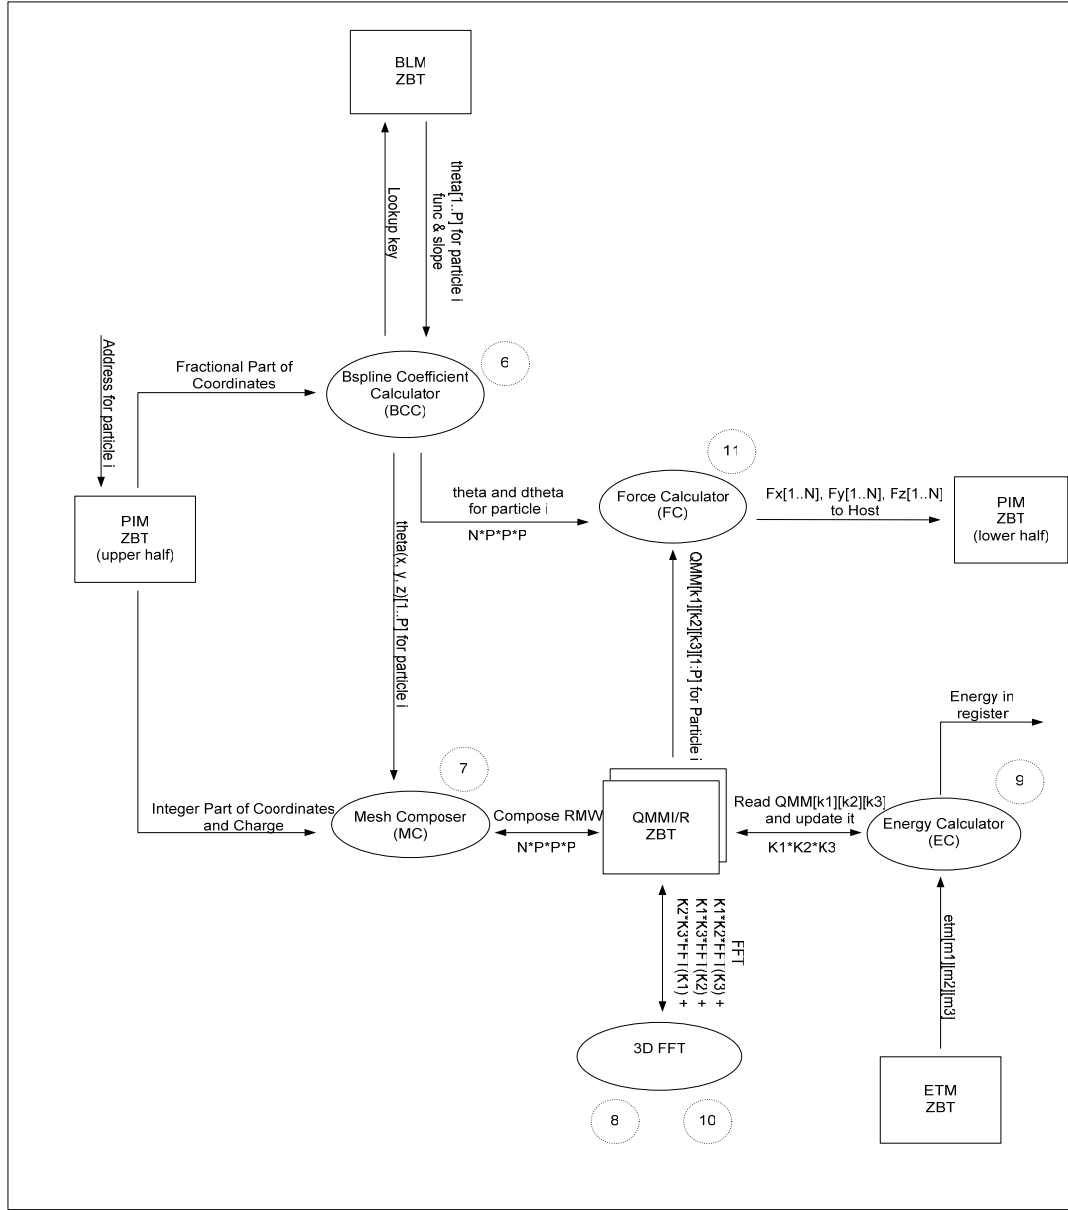 BLM
ZBT
Lookup key
theta[1..P] for particle i
func & slope
6
Address for particle i
Fractional Part of
Coordinates
Bspline Coefficient
Calculator
(BCC)
11
PIM
ZBT
(upper half)
theta and dtheta
for particle i
N*P*P*P
Force Calculator
(FC)
Fx[1..N], Fy[1..N], Fz[1..N]
to Host
PIM
ZBT
(lower half)
theta(x, y, z)[1..P] for particle i
QMM[k1][k2][k3][1:P] for Particle i
Energy in
register
7
9
Integer Part of Coordinates
and Charge
Mesh Composer
(MC)
Compose RMW
N*P*P*P
QMMI/R
ZBT
Read QMM[k1][k2][k3]
and update it
K1*K2*K3
Energy Calculator
(EC)
FFT
K1*K2*FFT(K3) +
K1*K3*FFT(K2) +
K2*K3*FFT(K1) +
etm[m1][m2][m3]
3D FFT
8
10
ETM
ZBT